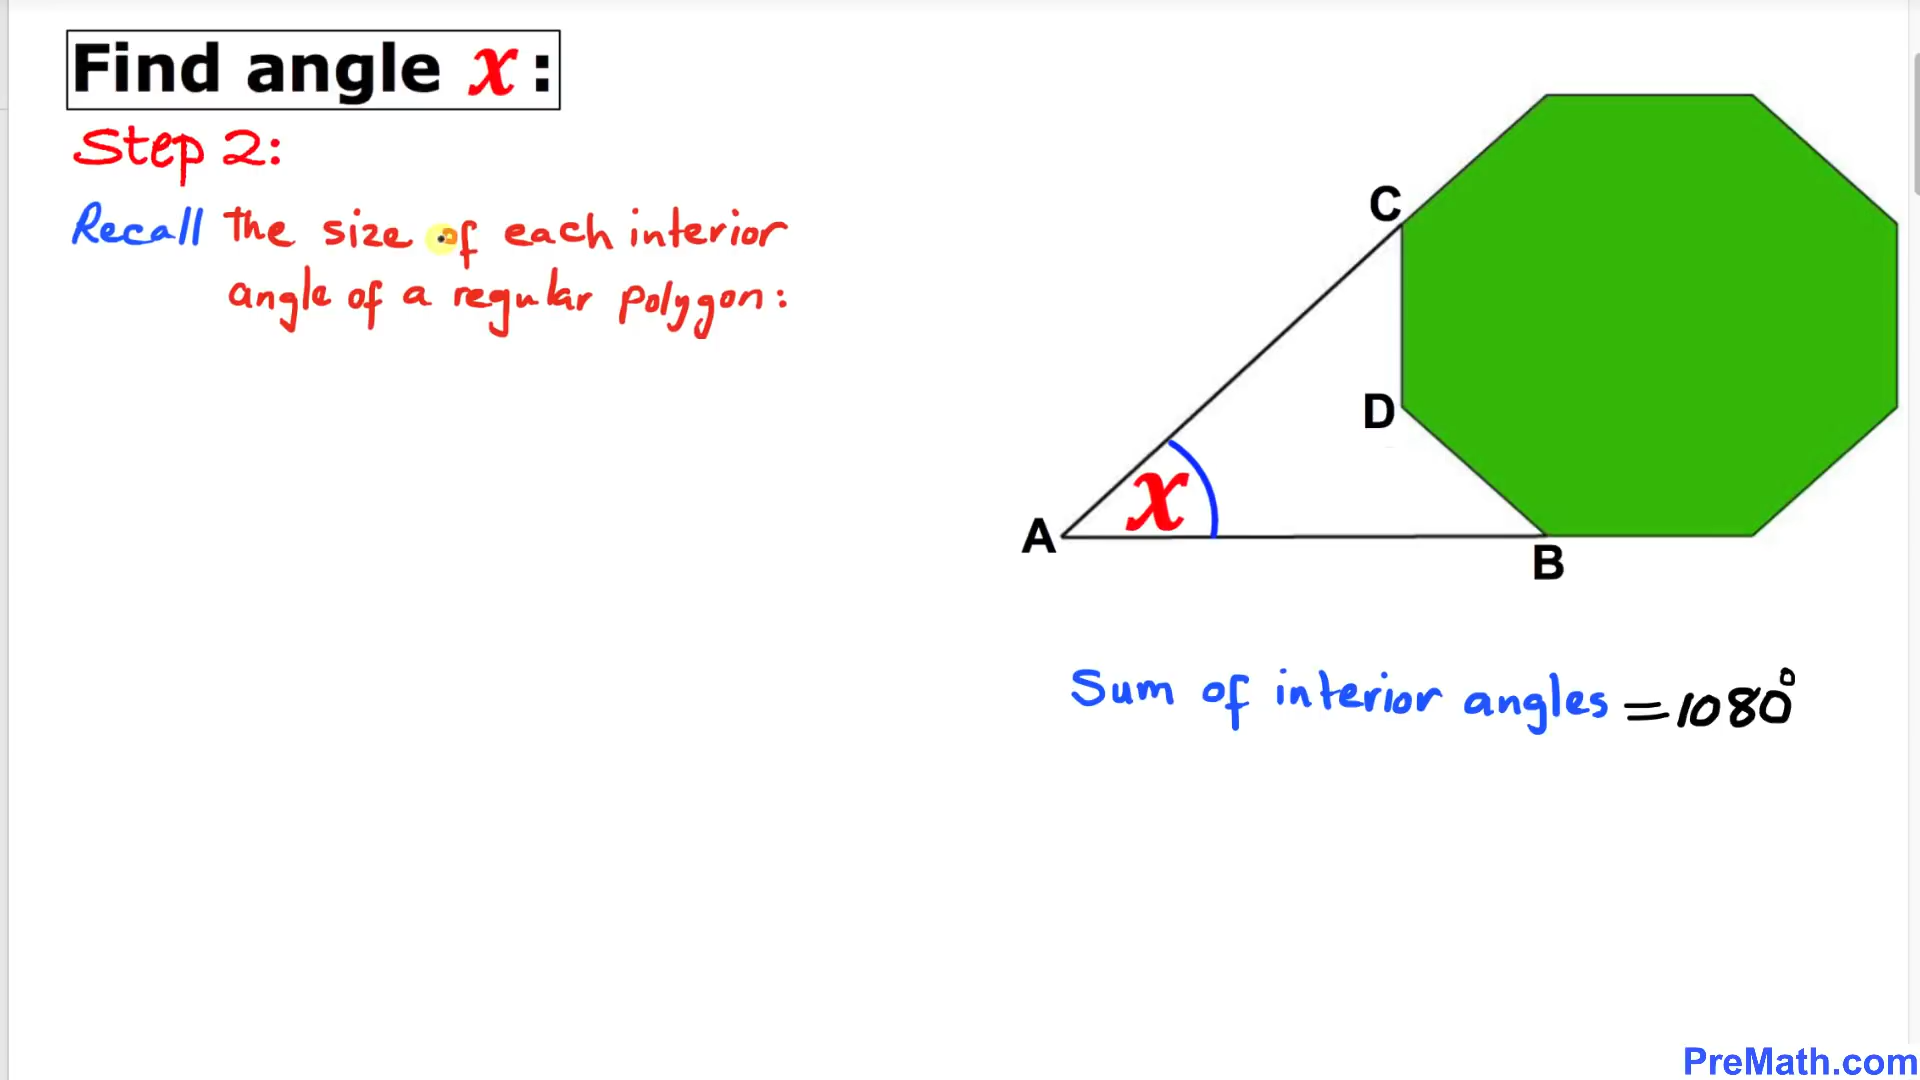 Find angle x:
Step 2:
Recall the size of each interior
angle of a regular polygon:
C
D
x
A
B
Sum of interior angles = 1080°
PreMath.com